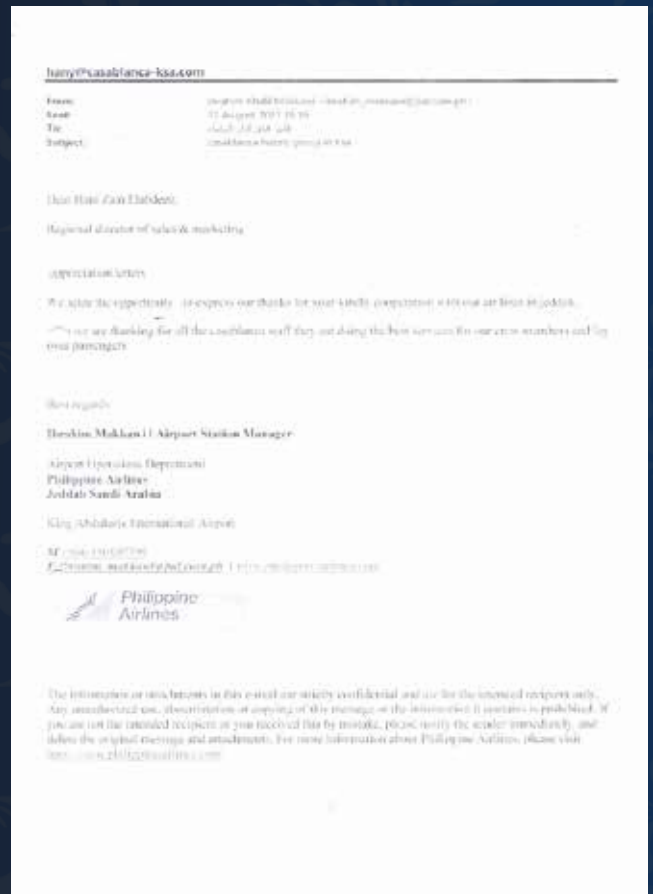 hany@casablanca-ksa.com
From:
Sent:
To:
Subject:
Dear Hani Zain Elabdeen,
Regional director of sales & marketing
appreciation letters
We seize the opportunity to express our thanks for your kindly cooperation with our air lines in jeddah.
we are thanking for all the casablanca staff they are doing the best services for our crew members and lay
over passengers
Best regards
Ibrahim Makkawi | Airport Station Manager
Airport Operations Department
Philippine Airlines
Jeddah Saudi Arabia
King Abdulaziz International Airport
M
Philippine
Airlines
The information or attachments in this e-mail are strictly confidential and are for the intended recipient only.
Any unauthorized use, dissemination or copying of this message or the information it contains is prohibited. If
you are not the intended recipient or you received this by mistake, please notify the sender immediately, and
delete the original message and attachments. For more information about Philippine Airlines, please visit